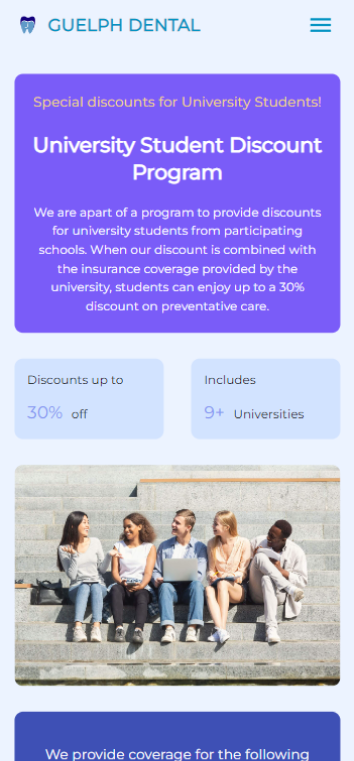 GUELPH DENTAL
Special discounts for University Students!
University Student Discount
Program
We are apart of a program to provide discounts
for university students from participating
schools. When our discount is combined with
the insurance coverage provided by the
university, students can enjoy up to a 30%
discount on preventative care.
Discounts up to
30% off
Includes
9+ Universities
We provide coverage for the following